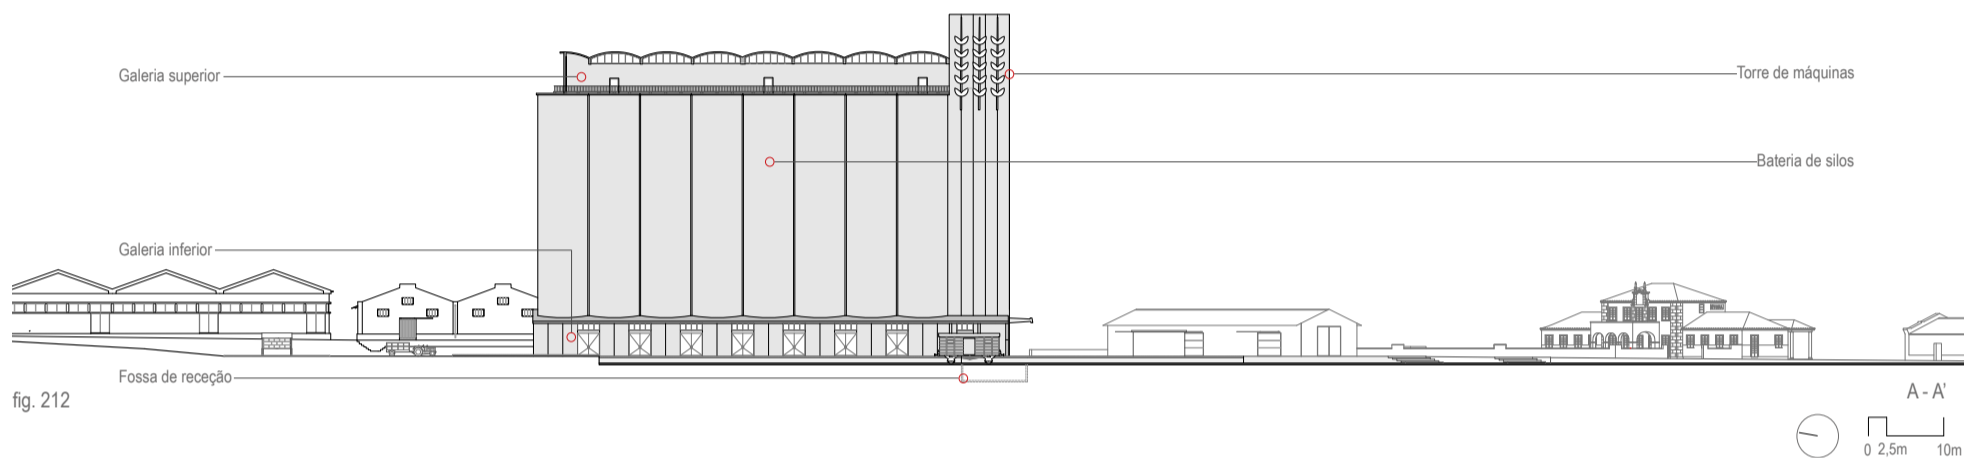 Galeria superior
Torre de máquinas
Bateria de silos
Galeria inferior
Fossa de receção
fig. 212
A - A'
0 2,5m 10m